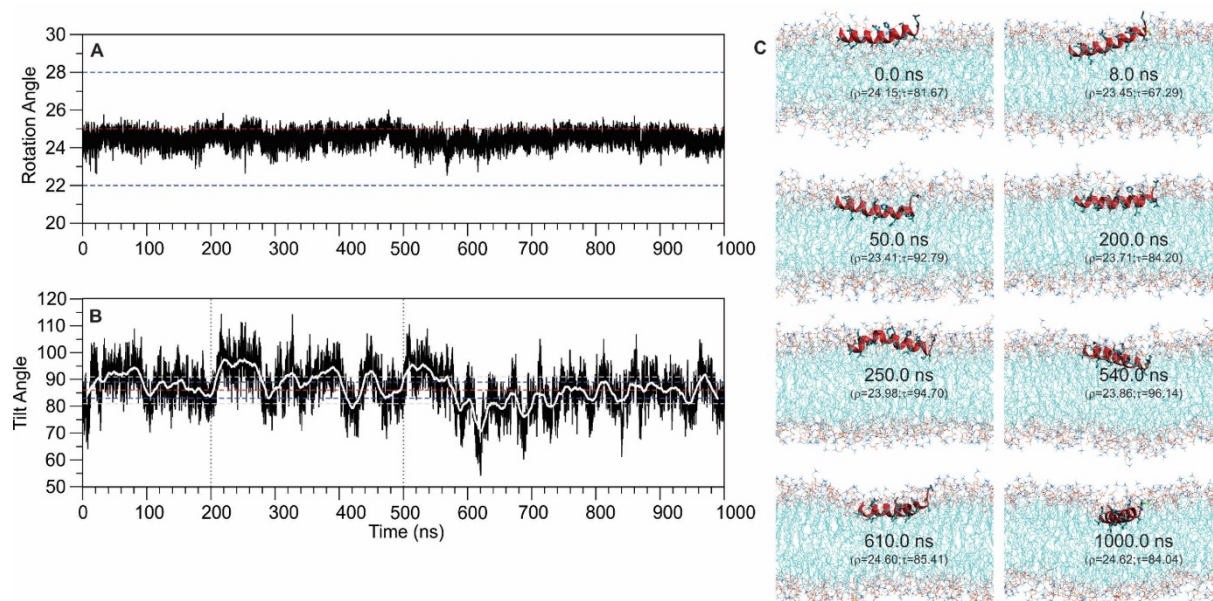 A
Rotation Angle
30
28
26
24
22
20
0 100 200 300 400 500 600 700 800 900 1000
B
Tilt Angle
120
110
100
90
80
70
60
50
0 100 200 300 400 500 600 700 800 900 1000
Time (ns)
C
0.0 ns
(ρ=24.15;τ=81.67)
8.0 ns
(ρ=23.45;τ=67.29)
50.0 ns
(ρ=23.41;τ=92.79)
200.0 ns
(ρ=23.71;τ=84.20)
250.0 ns
(ρ=23.98;τ=94.70)
540.0 ns
(ρ=23.86;τ=96.14)
610.0 ns
(ρ=24.60;τ=85.41)
1000.0 ns
(ρ=24.62;τ=84.04)